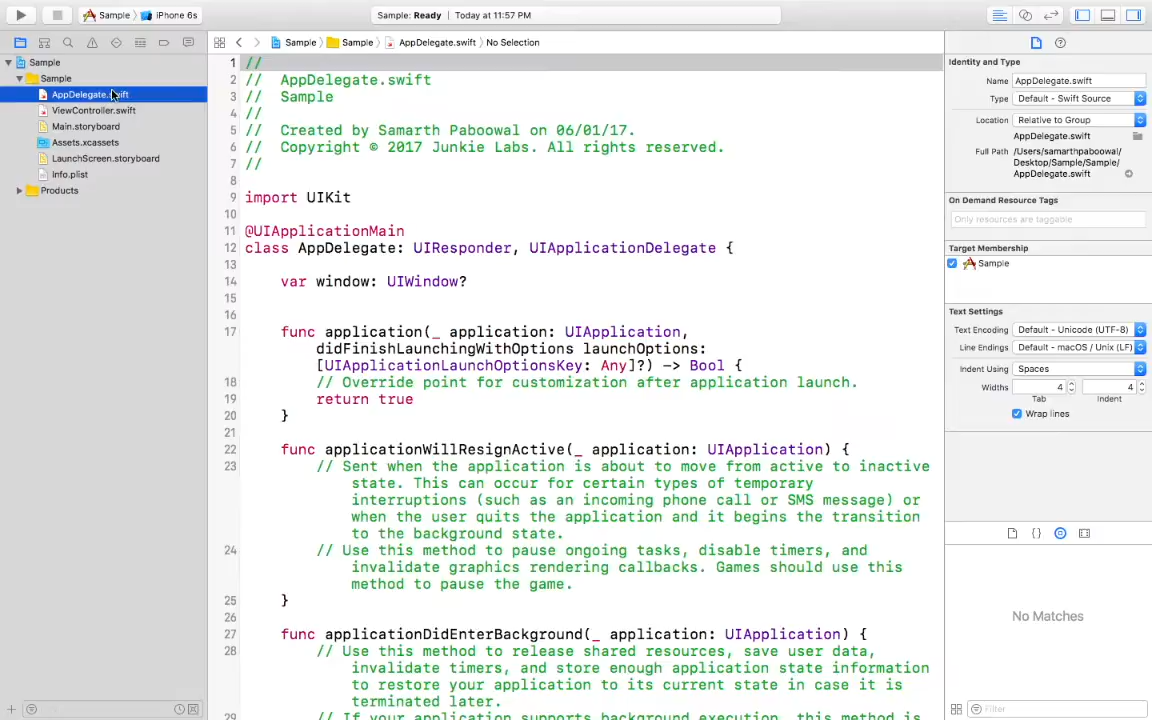 Sample
iPhone 6s
Sample: Ready | Today at 11:57 PM
Sample
Sample
AppDelegate.swift
ViewController.swift
Main.storyboard
Assets.xcassets
LaunchScreen.storyboard
Info.plist
Products
Sample
Sample
AppDelegate.swift
No Selection
1 //
2 //  AppDelegate.swift
3 //  Sample
4 //
5 //  Created by Samarth Paboowal on 06/01/17.
6 //  Copyright © 2017 Junkie Labs. All rights reserved.
7 //
8
9 import UIKit
10
11 @UIApplicationMain
12 class AppDelegate: UIResponder, UIApplicationDelegate {
13
14     var window: UIWindow?
15
16
17     func application(_ application: UIApplication,
didFinishLaunchingWithOptions launchOptions:
[UIApplicationLaunchOptionsKey: Any]?) -> Bool {
18         // Override point for customization after application launch.
19         return true
20     }
21
22     func applicationWillResignActive(_ application: UIApplication) {
23         // Sent when the application is about to move from active to inactive
state. This can occur for certain types of temporary
interruptions (such as an incoming phone call or SMS message) or
when the user quits the application and it begins the transition
to the background state.
24         // Use this method to pause ongoing tasks, disable timers, and
invalidate graphics rendering callbacks. Games should use this
method to pause the game.
25     }
26
27     func applicationDidEnterBackground(_ application: UIApplication) {
28         // Use this method to release shared resources, save user data,
invalidate timers, and store enough application state information
to restore your application to its current state in case it is
terminated later.
29         // If your application supports background execution, this method is
Identity and Type
Name AppDelegate.swift
Type Default - Swift Source
Location Relative to Group
AppDelegate.swift
Full Path /Users/samarthpaboowal/
Desktop/Sample/Sample/
AppDelegate.swift
On Demand Resource Tags
Only resources are taggable
Target Membership
Sample
Text Settings
Text Encoding Default - Unicode (UTF-8)
Line Endings Default - macOS / Unix (LF)
Indent Using Spaces
Widths 4 4
Tab Indent
Wrap lines
{}
No Matches
Filter